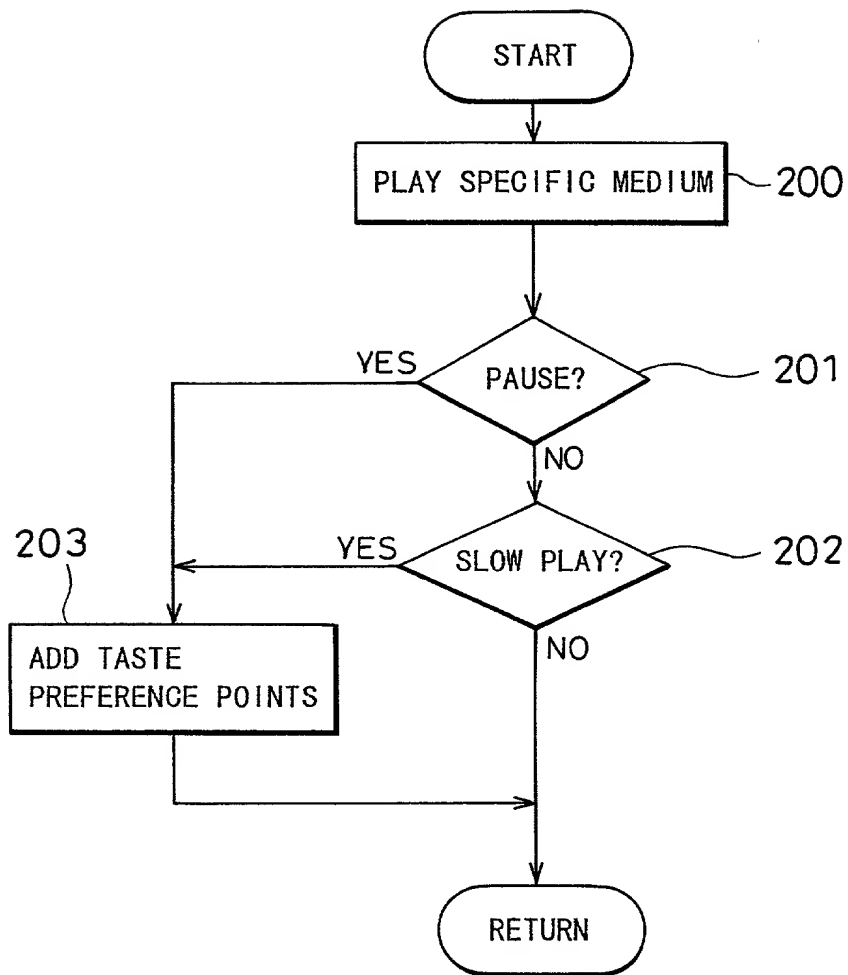 START
PLAY SPECIFIC MEDIUM
200
YES
PAUSE?
201
NO
203
YES
SLOW PLAY?
202
NO
ADD TASTE
PREFERENCE POINTS
RETURN